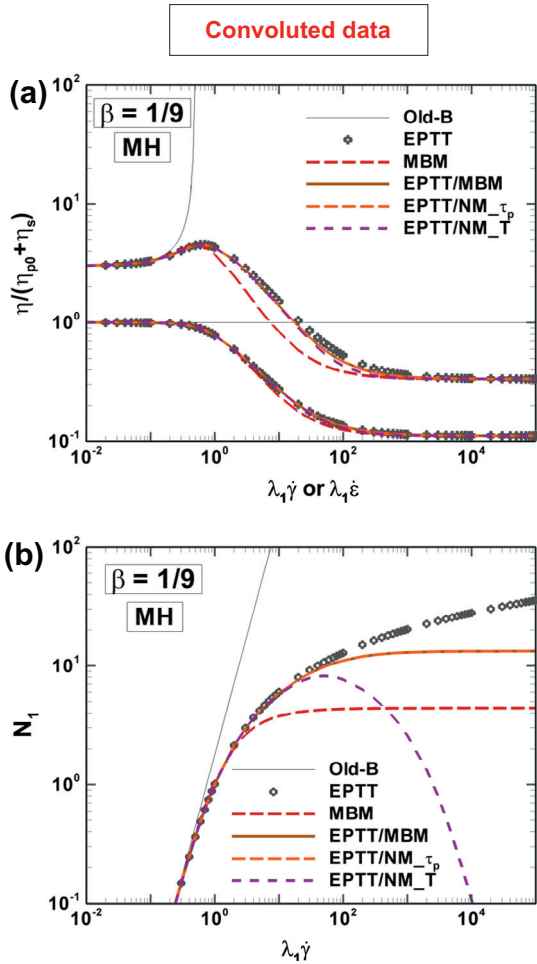 Convoluted data
(a)
β = 1/9
MH
Old-B
EPTT
MBM
EPTT/MBM
EPTT/NM_τp
EPTT/NM_T
η/(ηp0+ηs)
10²
10¹
10⁰
10⁻¹
10⁻² 10⁰ 10² 10⁴
λ₁γ̇ or λ₁ε̇
(b)
β = 1/9
MH
N₁
10²
10¹
10⁰
10⁻¹
Old-B
EPTT
MBM
EPTT/MBM
EPTT/NM_τp
EPTT/NM_T
10⁻² 10⁰ 10² 10⁴
λ₁γ̇